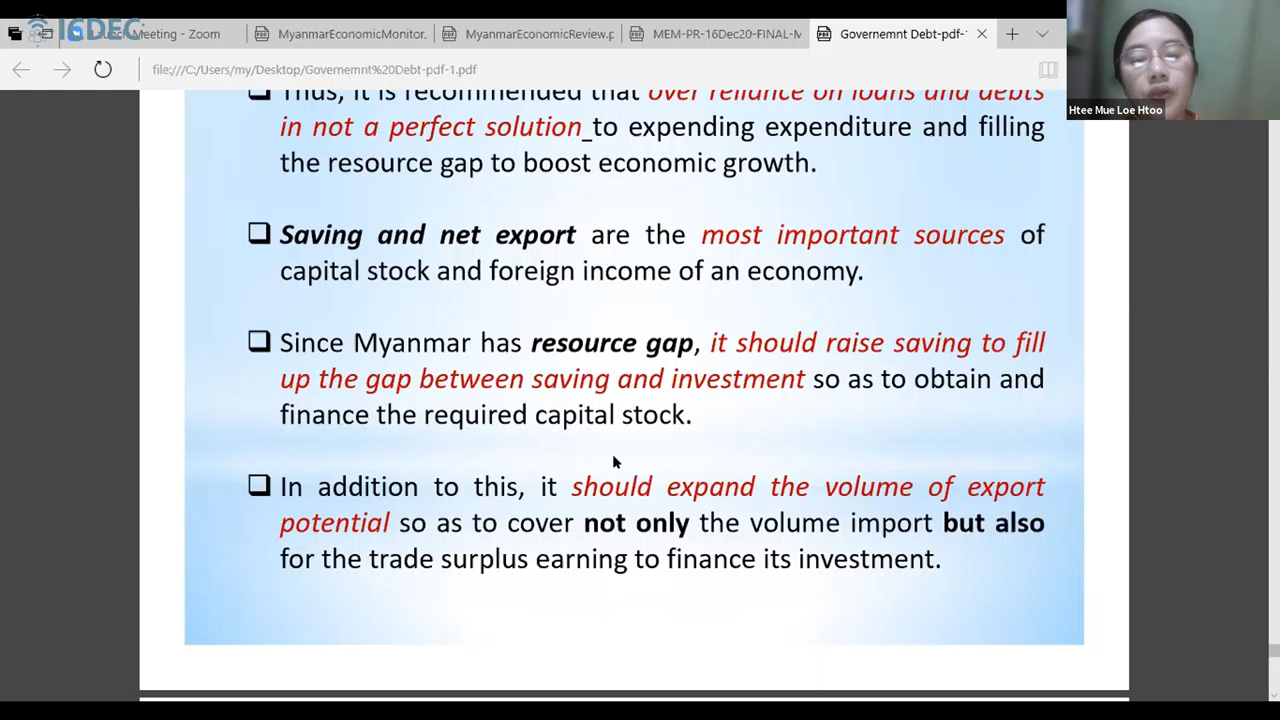 I6DEC
Meeting - Zoom
MyanmarEconomicMonitor.
MyanmarEconomicReview.p
MEM-PR-16Dec20-FINAL-M
Governemnt Debt-pdf-1
file:///C:/Users/my/Desktop/Governemnt%20Debt-pdf-1.pdf
Htee Mue Loe Htoo
Thus, it is recommended that over reliance on loans and debts
in not a perfect solution_to expending expenditure and filling
the resource gap to boost economic growth.
Saving and net export are the most important sources of
capital stock and foreign income of an economy.
Since Myanmar has resource gap, it should raise saving to fill
up the gap between saving and investment so as to obtain and
finance the required capital stock.
In addition to this, it should expand the volume of export
potential so as to cover not only the volume import but also
for the trade surplus earning to finance its investment.